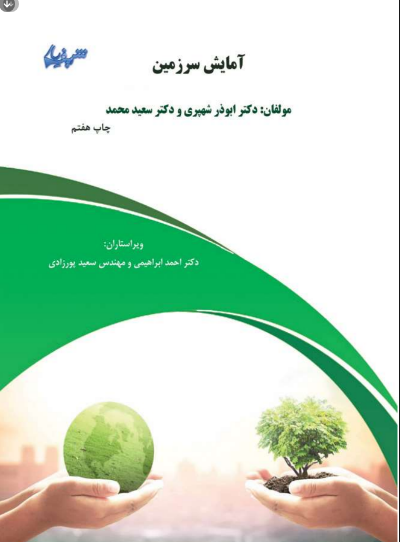 آمایش سرزمین
مولفان: دکتر ابوذر شهپری و دکتر سعید محمد
چاپ هفتم
ویراستاران:
دکتر احمد ابراهیمی و مهندس سعید پورزادی